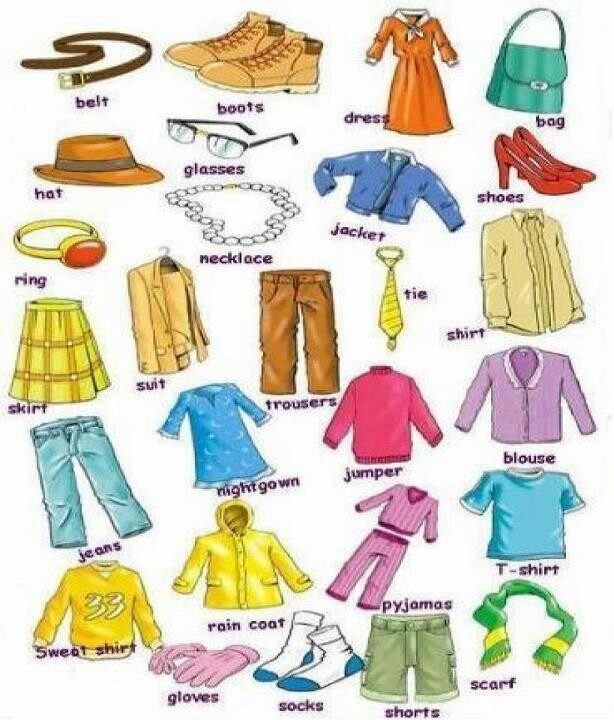 belt
boots
dress
bag
glasses
hat
shoes
jacket
necklace
ring
tie
shirt
suit
skirt
trousers
blouse
jumper
nightgown
jeans
T-shirt
pyjamas
33
rain coat
Sweat shirt
scarf
gloves
socks
shorts